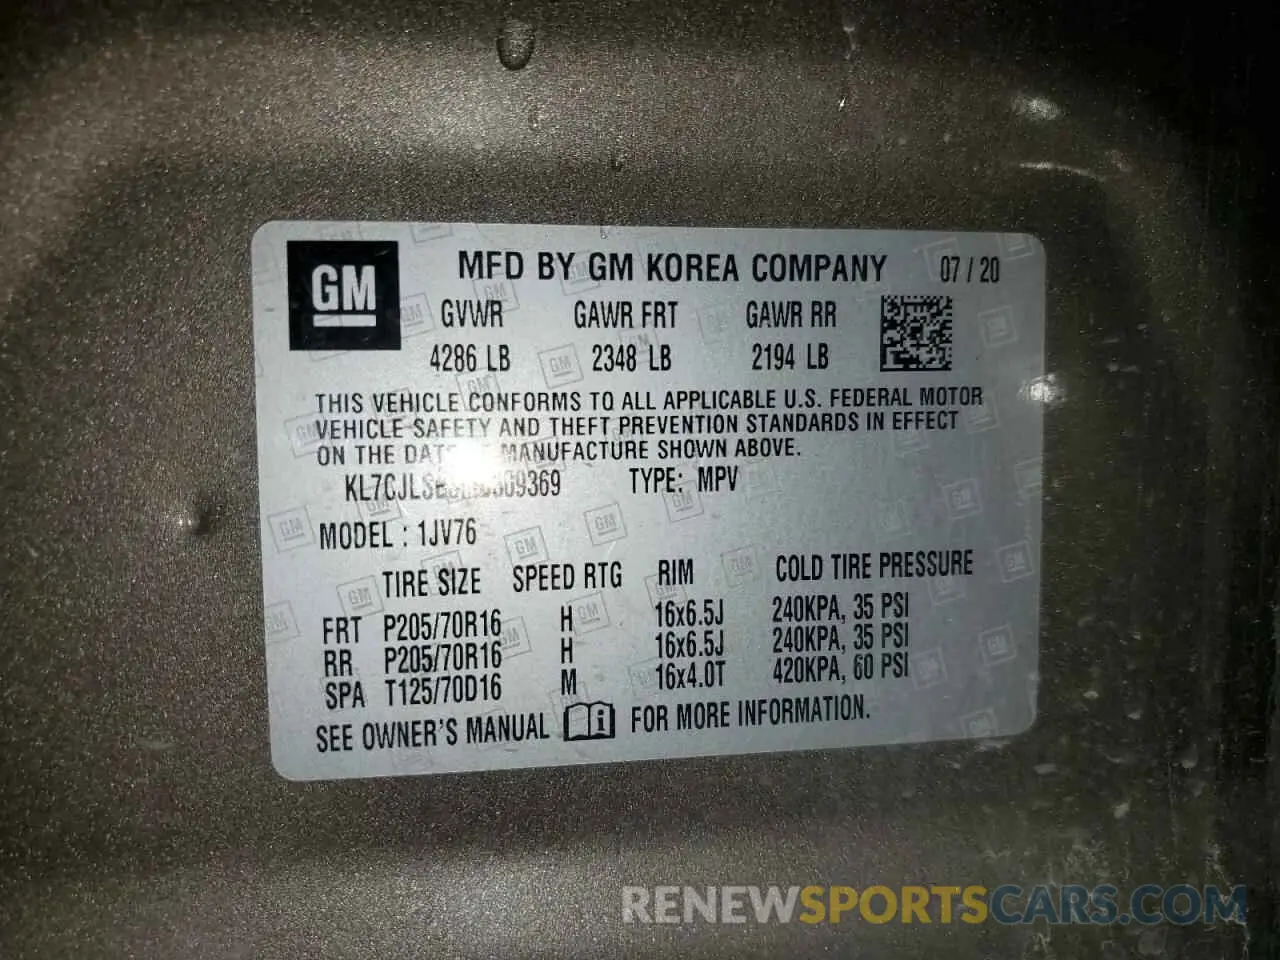 GM
MFD BY GM KOREA COMPANY 07 / 20
GVWR GAWR FRT GAWR RR
4286 LB 2348 LB 2194 LB
THIS VEHICLE CONFORMS TO ALL APPLICABLE U.S. FEDERAL MOTOR
VEHICLE SAFETY AND THEFT PREVENTION STANDARDS IN EFFECT
ON THE MANUFACTURE SHOWN ABOVE.
TYPE: MPV
MODEL : 1JV76
TIRE SIZE SPEED RTG RIM COLD TIRE PRESSURE
FRT P205/70R16 H 16x6.5J 240KPA, 35 PSI
RR P205/70R16 H 16x6.5J 240KPA, 35 PSI
SPA T125/70D16 M 16x4.0T 420KPA, 60 PSI
SEE OWNER'S MANUAL FOR MORE INFORMATION.
RENEWSPORTSCARS.COM